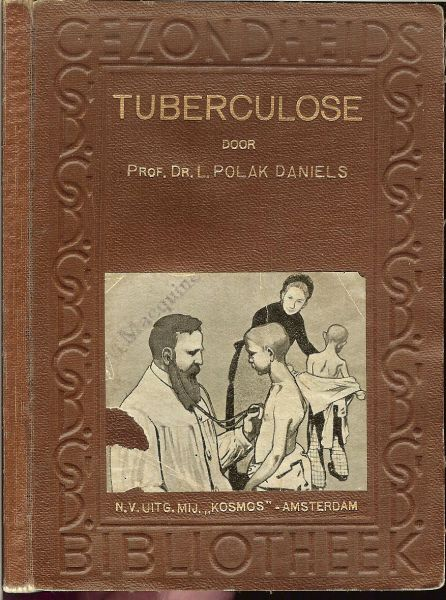 GEZONDHEIDS
TUBERCULOSE
DOOR
PROF. DR. L. POLAK DANIELS
N.V. UITG. MIJ. „KOSMOS" - AMSTERDAM
BIBLIOTHEEK